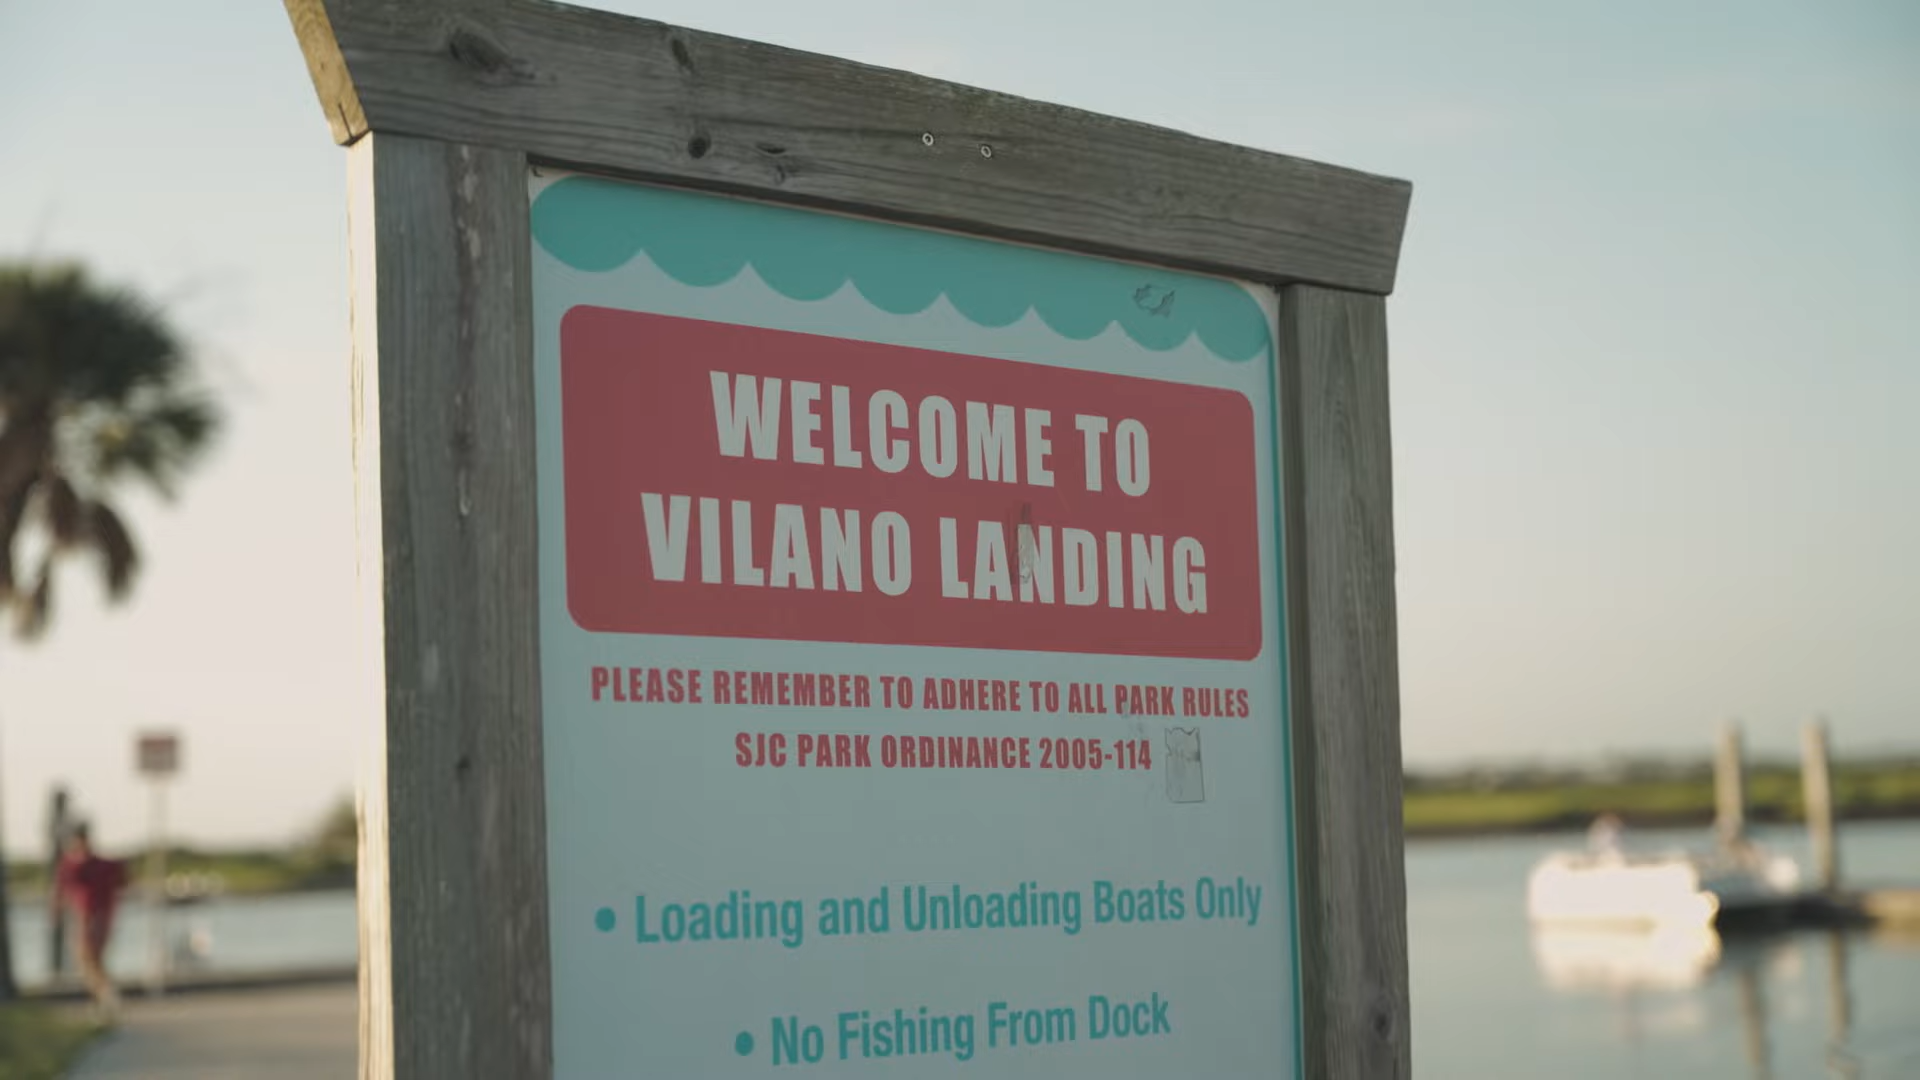 WELCOME TO
VILANO LANDING
PLEASE REMEMBER TO ADHERE TO ALL PARK RULES
SJC PARK ORDINANCE 2005-114
• Loading and Unloading Boats Only
• No Fishing From Dock